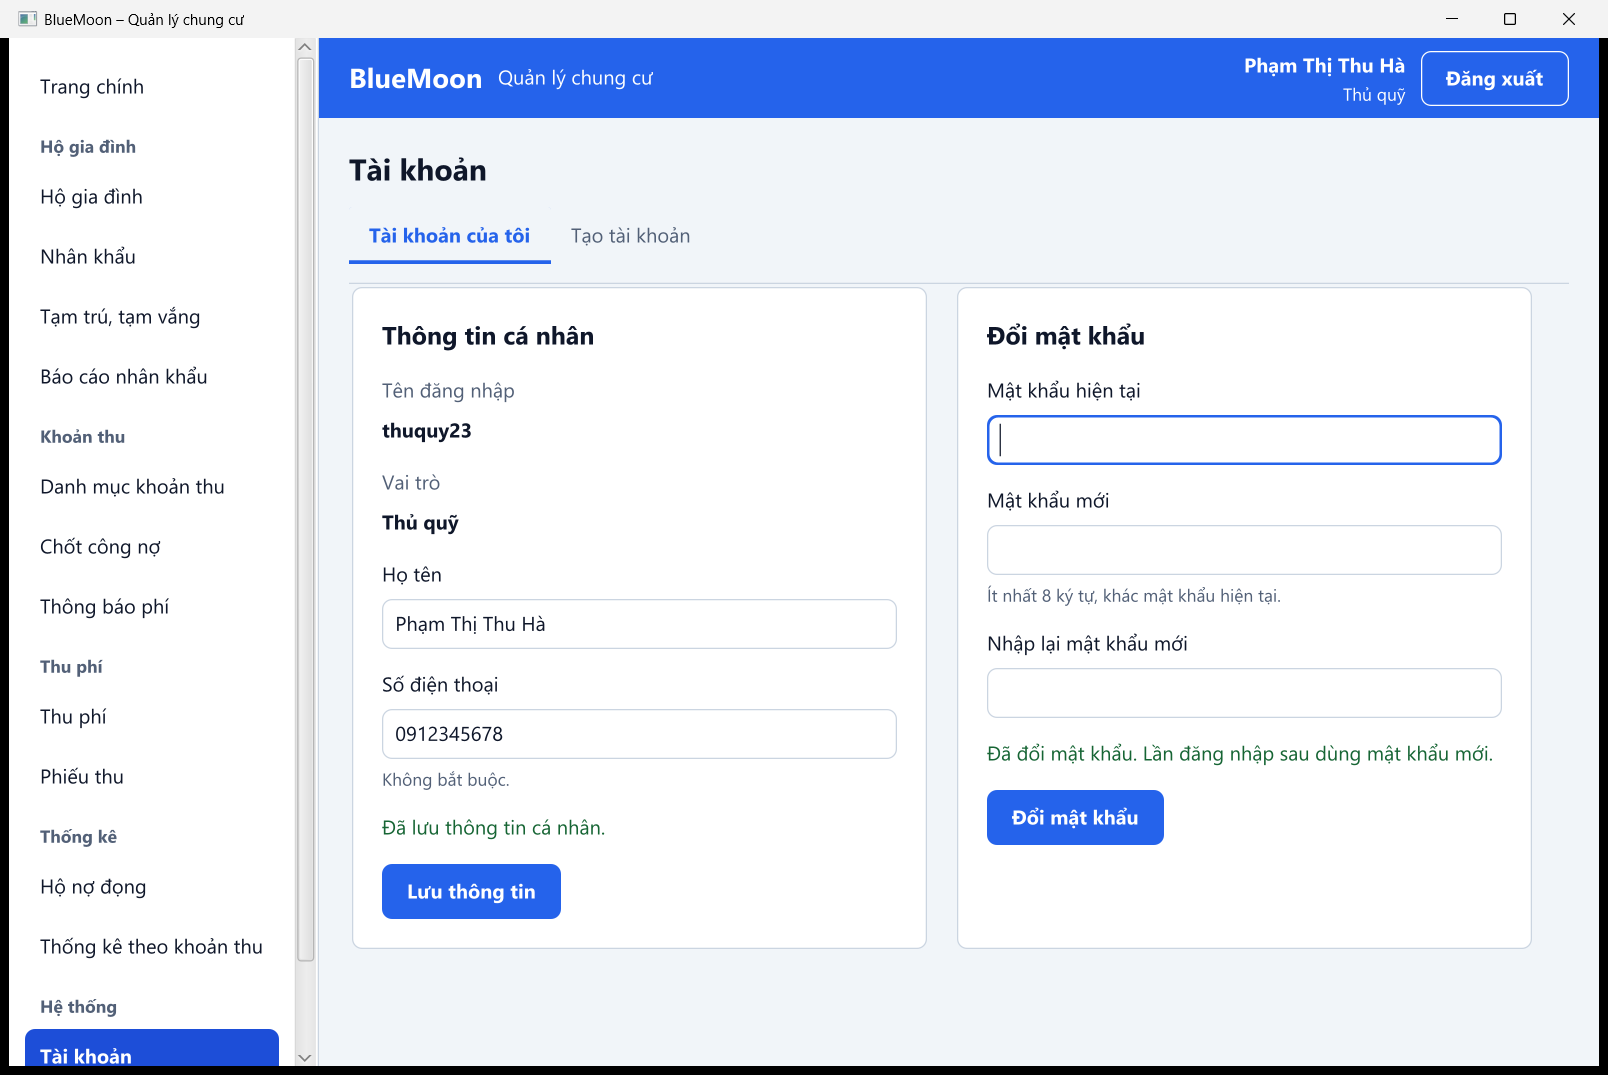 BlueMoon – Quản lý chung cư
Trang chính
Hộ gia đình
Hộ gia đình
Nhân khẩu
Tạm trú, tạm vắng
Báo cáo nhân khẩu
Khoản thu
Danh mục khoản thu
Chốt công nợ
Thông báo phí
Thu phí
Thu phí
Phiếu thu
Thống kê
Hộ nợ đọng
Thống kê theo khoản thu
Hệ thống
Tài khoản
BlueMoon Quản lý chung cư
Phạm Thị Thu Hà
Thủ quỹ
Đăng xuất
Tài khoản
Tài khoản của tôi
Tạo tài khoản
Thông tin cá nhân
Tên đăng nhập
thuquy23
Vai trò
Thủ quỹ
Họ tên
Phạm Thị Thu Hà
Số điện thoại
0912345678
Không bắt buộc.
Đã lưu thông tin cá nhân.
Lưu thông tin
Đổi mật khẩu
Mật khẩu hiện tại
Mật khẩu mới
Ít nhất 8 ký tự, khác mật khẩu hiện tại.
Nhập lại mật khẩu mới
Đã đổi mật khẩu. Lần đăng nhập sau dùng mật khẩu mới.
Đổi mật khẩu